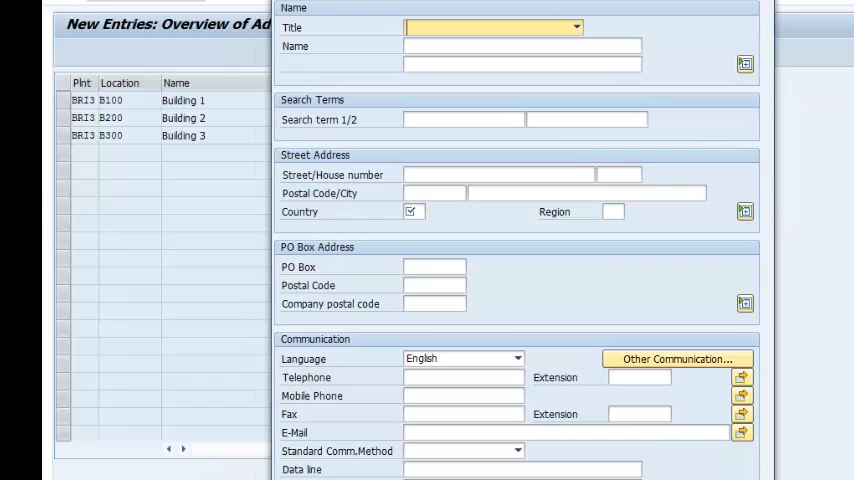 New Entries: Overview of Ad
Plnt Location Name
BRI3 B100 Building 1
BRI3 B200 Building 2
BRI3 B300 Building 3
Name
Title
Name
Search Terms
Search term 1/2
Street Address
Street/House number
Postal Code/City
Country Region
PO Box Address
PO Box
Postal Code
Company postal code
Communication
Language English Other Communication...
Telephone Extension
Mobile Phone
Fax Extension
E-Mail
Standard Comm.Method
Data line